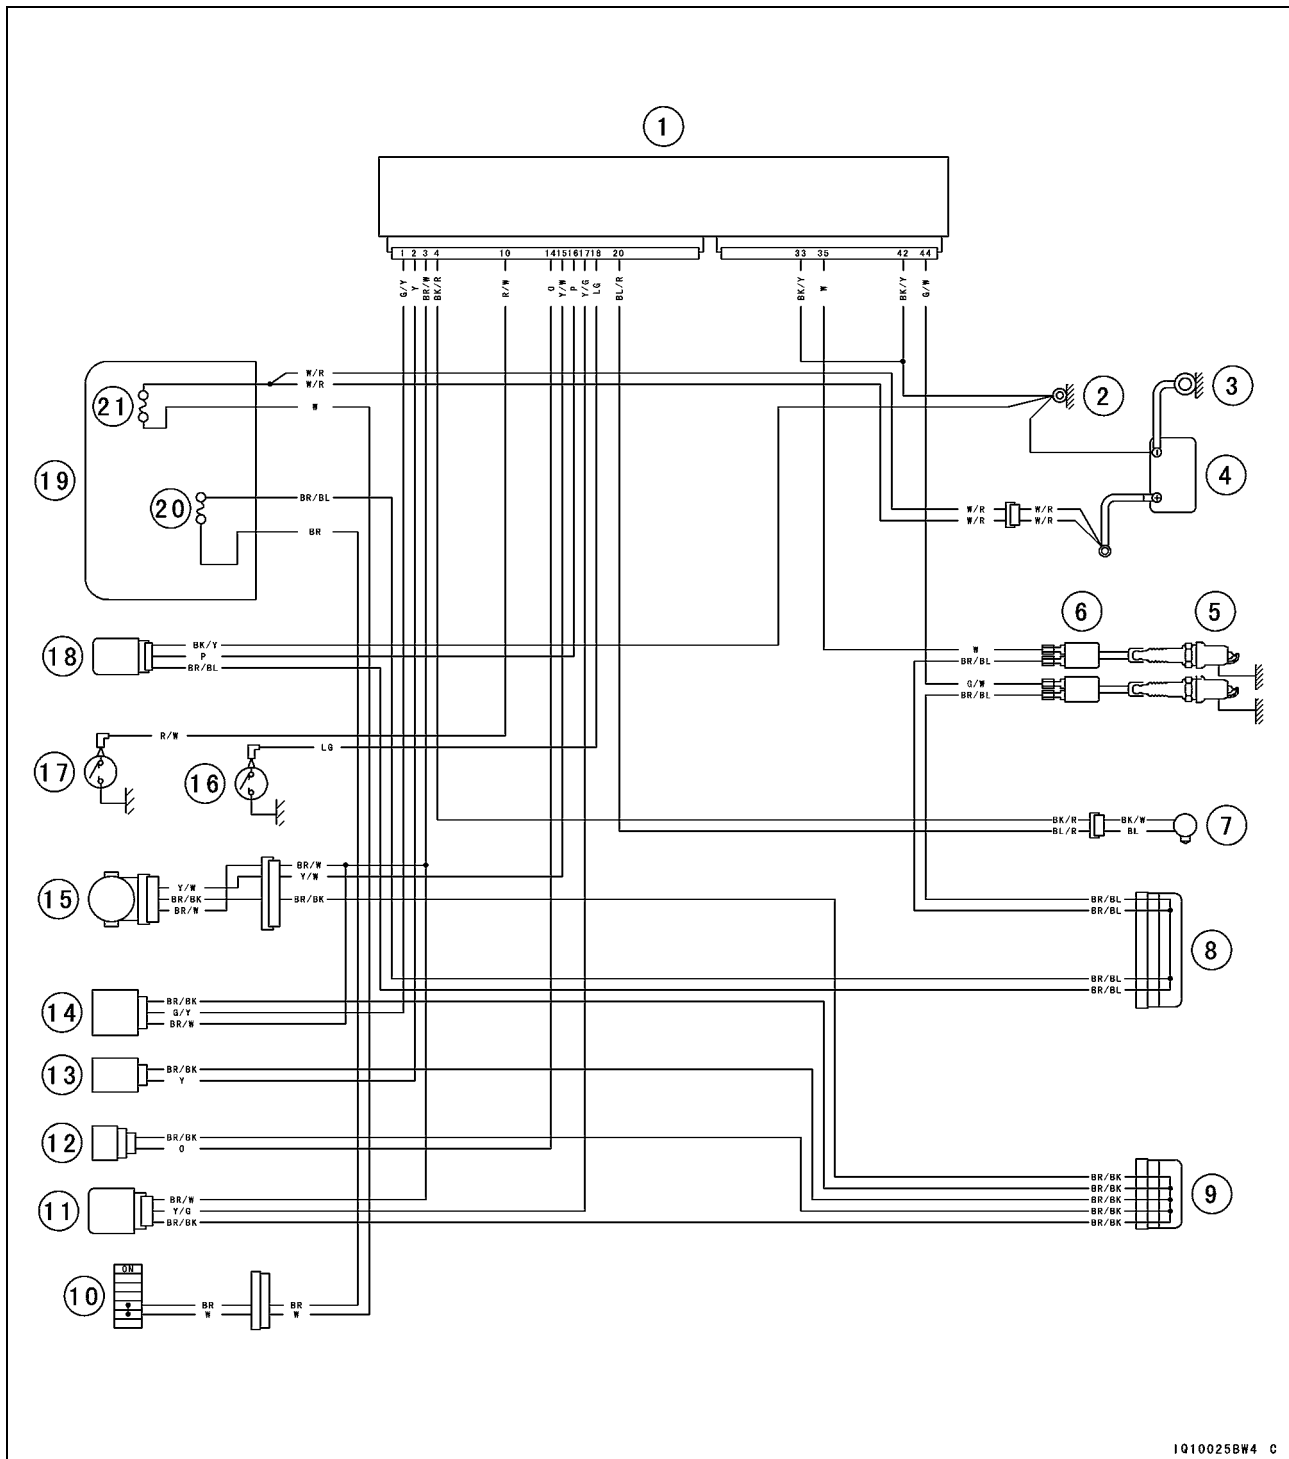 1
1 2 3 4 10 14 15 16 17 18 20 33 35 42 44
G/Y Y BR/W BK/R R/W O Y/W P Y/G LG BL/R BK/Y W BK/Y G/W
W/R
W/R
21 W 2 3
19 4
20 BR/BL
W/R W/R
W/R W/R
BR
6 5
18 BK/Y
P W
BR/BL BR/BL
G/W
BR/BL
R/W
LG
17 16
BK/R BK/W 7
BL/R BL
BR/W
Y/W Y/W
15 BR/BK BR/BK BR/BL
BR/W BR/BL
8
BR/BL
BR/BL
14 BR/BK
G/Y
BR/W
13 BR/BK
Y
12 BR/BK
O
BR/BK
BR/BK
11 BR/W BR/BK 9
Y/G BR/BK
BR/BK BR/BK
ON
10 BR BR
W W
IQ10025BW4 C